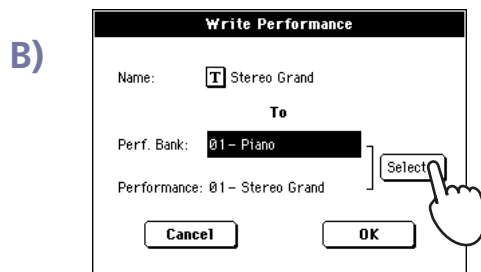 B)
Write Performance
Name: T Stereo Grand
To
Perf. Bank: 01- Piano
Select
Performance: 01- Stereo Grand
Cancel OK